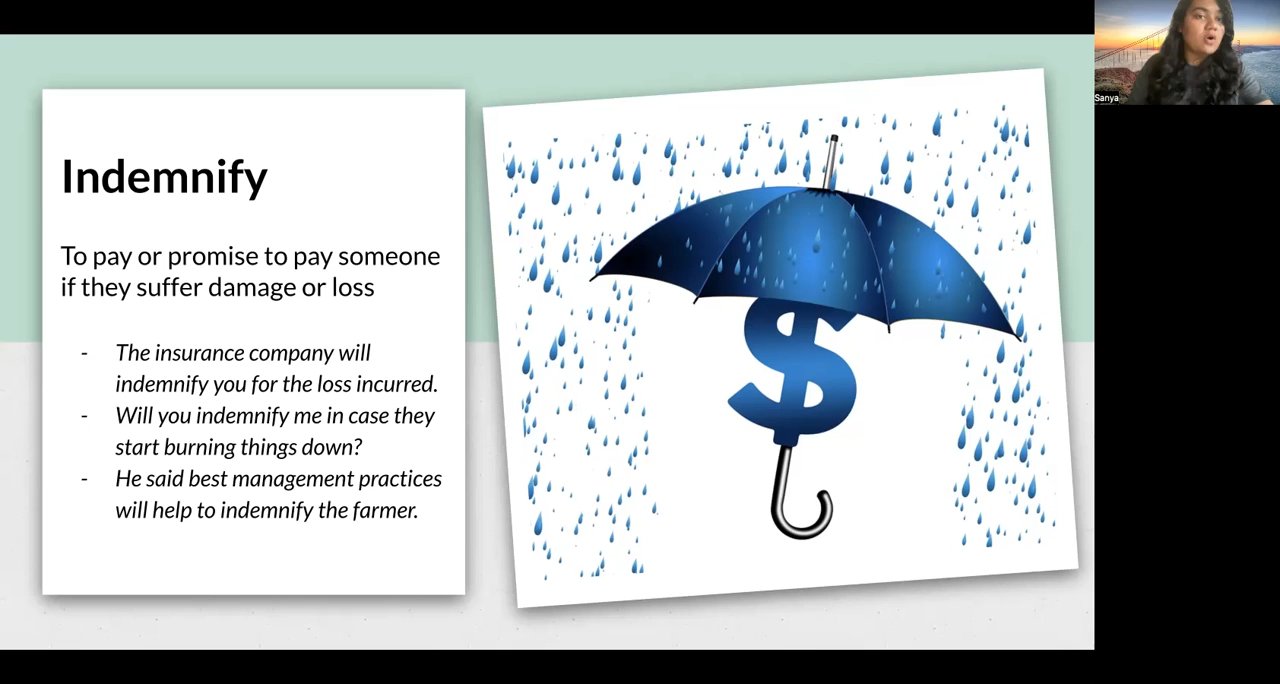 Indemnify
To pay or promise to pay someone
if they suffer damage or loss
- The insurance company will
indemnify you for the loss incurred.
- Will you indemnify me in case they
start burning things down?
- He said best management practices
will help to indemnify the farmer.
$
Sanya